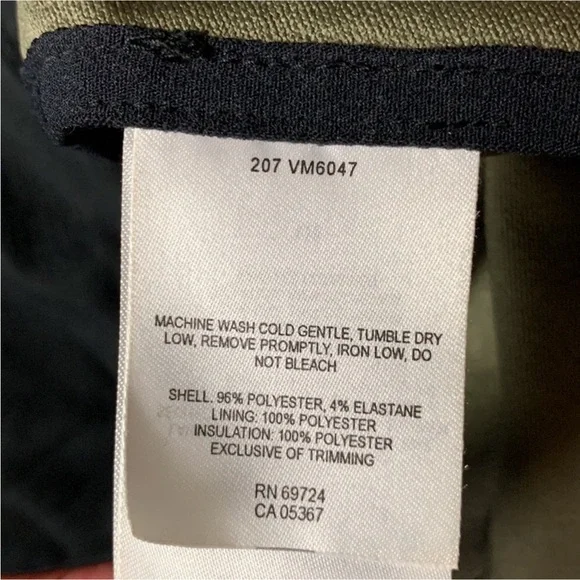 207 VM6047
MACHINE WASH COLD GENTLE, TUMBLE DRY
LOW, REMOVE PROMPTLY, IRON LOW, DO
NOT BLEACH
SHELL. 96% POLYESTER, 4% ELASTANE
LINING: 100% POLYESTER
INSULATION: 100% POLYESTER
EXCLUSIVE OF TRIMMING
RN 69724
CA 05367